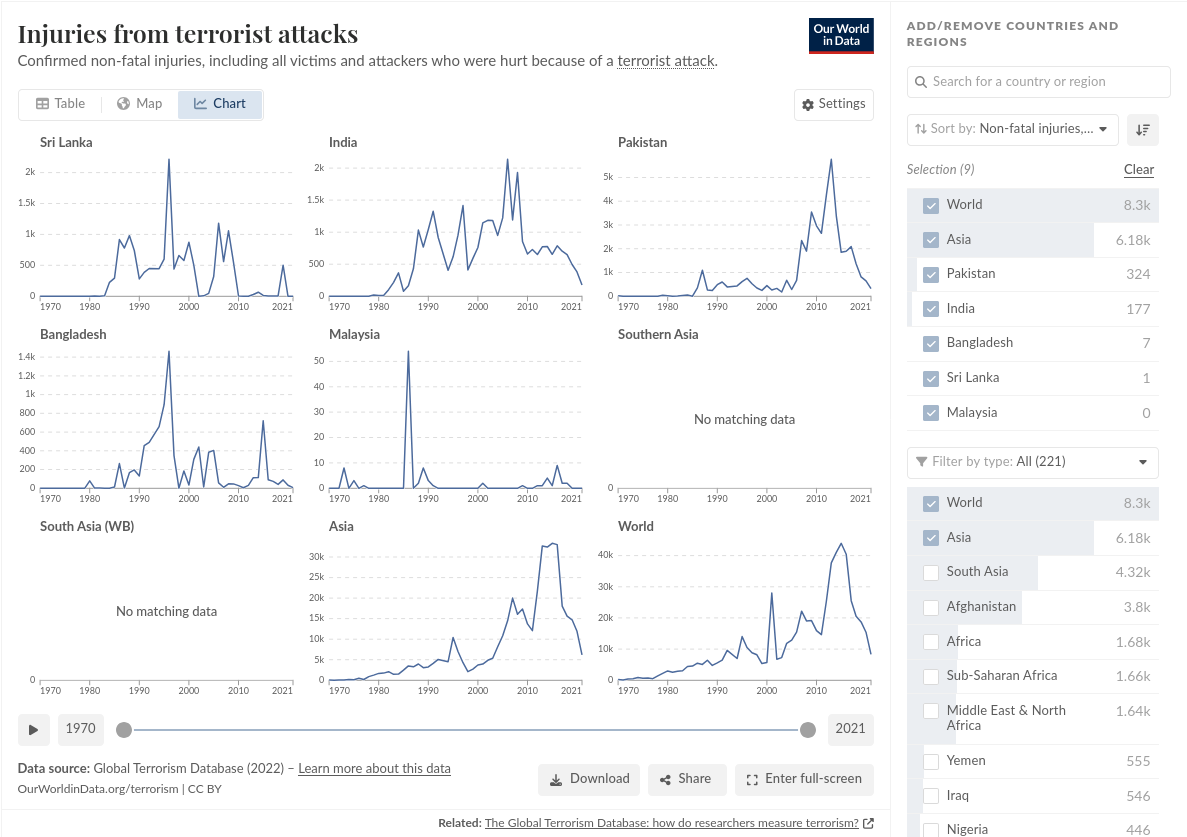 Injuries from terrorist attacks
Confirmed non-fatal injuries, including all victims and attackers who were hurt because of a terrorist attack.
Our World
in Data
Table
Map
Chart
Settings
Sri Lanka
2k
1.5k
1k
500
0
1970 1980 1990 2000 2010 2021
India
2k
1.5k
1k
500
0
1970 1980 1990 2000 2010 2021
Pakistan
5k
4k
3k
2k
1k
0
1970 1980 1990 2000 2010 2021
Bangladesh
1.4k
1.2k
1k
800
600
400
200
0
1970 1980 1990 2000 2010 2021
Malaysia
50
40
30
20
10
0
1970 1980 1990 2000 2010 2021
Southern Asia
No matching data
0
1970 1980 1990 2000 2010 2021
South Asia (WB)
No matching data
0
1970 1980 1990 2000 2010 2021
Asia
30k
25k
20k
15k
10k
5k
0
1970 1980 1990 2000 2010 2021
World
40k
30k
20k
10k
0
1970 1980 1990 2000 2010 2021
1970
2021
Data source: Global Terrorism Database (2022) – Learn more about this data
OurWorldinData.org/terrorism | CC BY
Download
Share
Enter full-screen
Related: The Global Terrorism Database: how do researchers measure terrorism?
ADD/REMOVE COUNTRIES AND
REGIONS
Search for a country or region
Sort by: Non-fatal injuries,...
Selection (9)
Clear
World 8.3k
Asia 6.18k
Pakistan 324
India 177
Bangladesh 7
Sri Lanka 1
Malaysia 0
Filter by type: All (221)
World 8.3k
Asia 6.18k
South Asia 4.32k
Afghanistan 3.8k
Africa 1.68k
Sub-Saharan Africa 1.66k
Middle East & North
Africa 1.64k
Yemen 555
Iraq 546
Nigeria 446